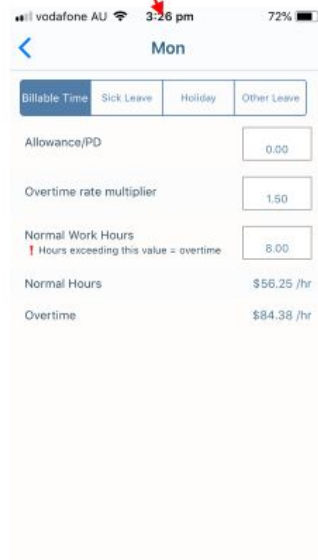 vodafone AU 3:26 pm 72%
Mon
Billable Time Sick Leave Holiday Other Leave
Allowance/PD 0.00
Overtime rate multiplier 1.50
Normal Work Hours 8.00
! Hours exceeding this value = overtime
Normal Hours $56.25 /hr
Overtime $84.38 /hr